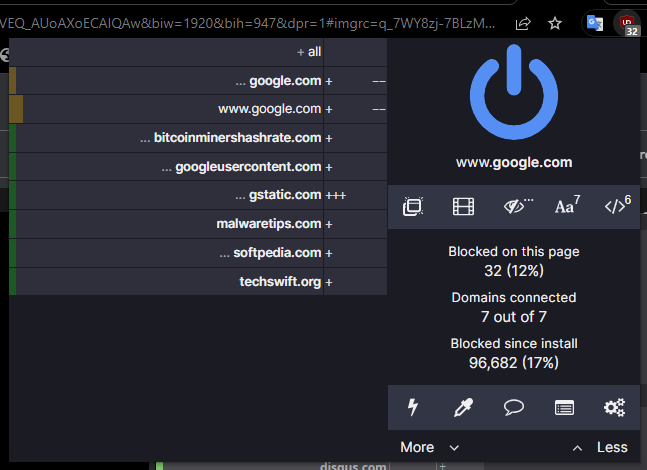 VEQ_AUoAXoECAIQAw&biw=1920&bih=947&dpr=1#imgrc=q_7WY8zj-7BLzM...
32
+ all
... google.com + --
www.google.com + --
... bitcoinminershashrate.com +
... googleusercontent.com +
... gstatic.com +++
malwaretips.com +
... softpedia.com +
techswift.org +
www.google.com
Aa 7
</> 6
Blocked on this page
32 (12%)
Domains connected
7 out of 7
Blocked since install
96,682 (17%)
More
Less
disqus.com +